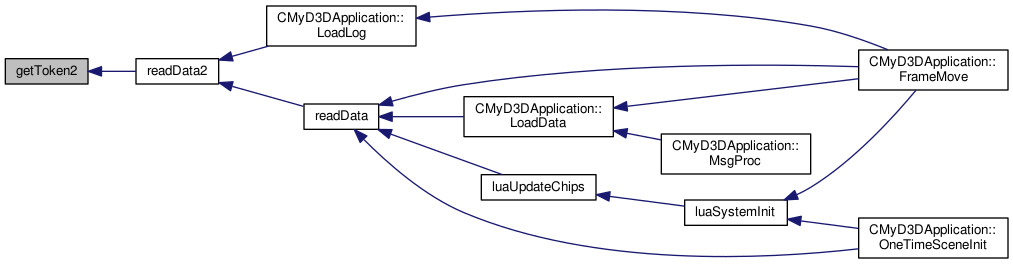 getToken2
readData2
CMyD3DApplication::
LoadLog
readData
CMyD3DApplication::
LoadData
luaUpdateChips
CMyD3DApplication::
MsgProc
luaSystemInit
CMyD3DApplication::
FrameMove
CMyD3DApplication::
OneTimeSceneInit